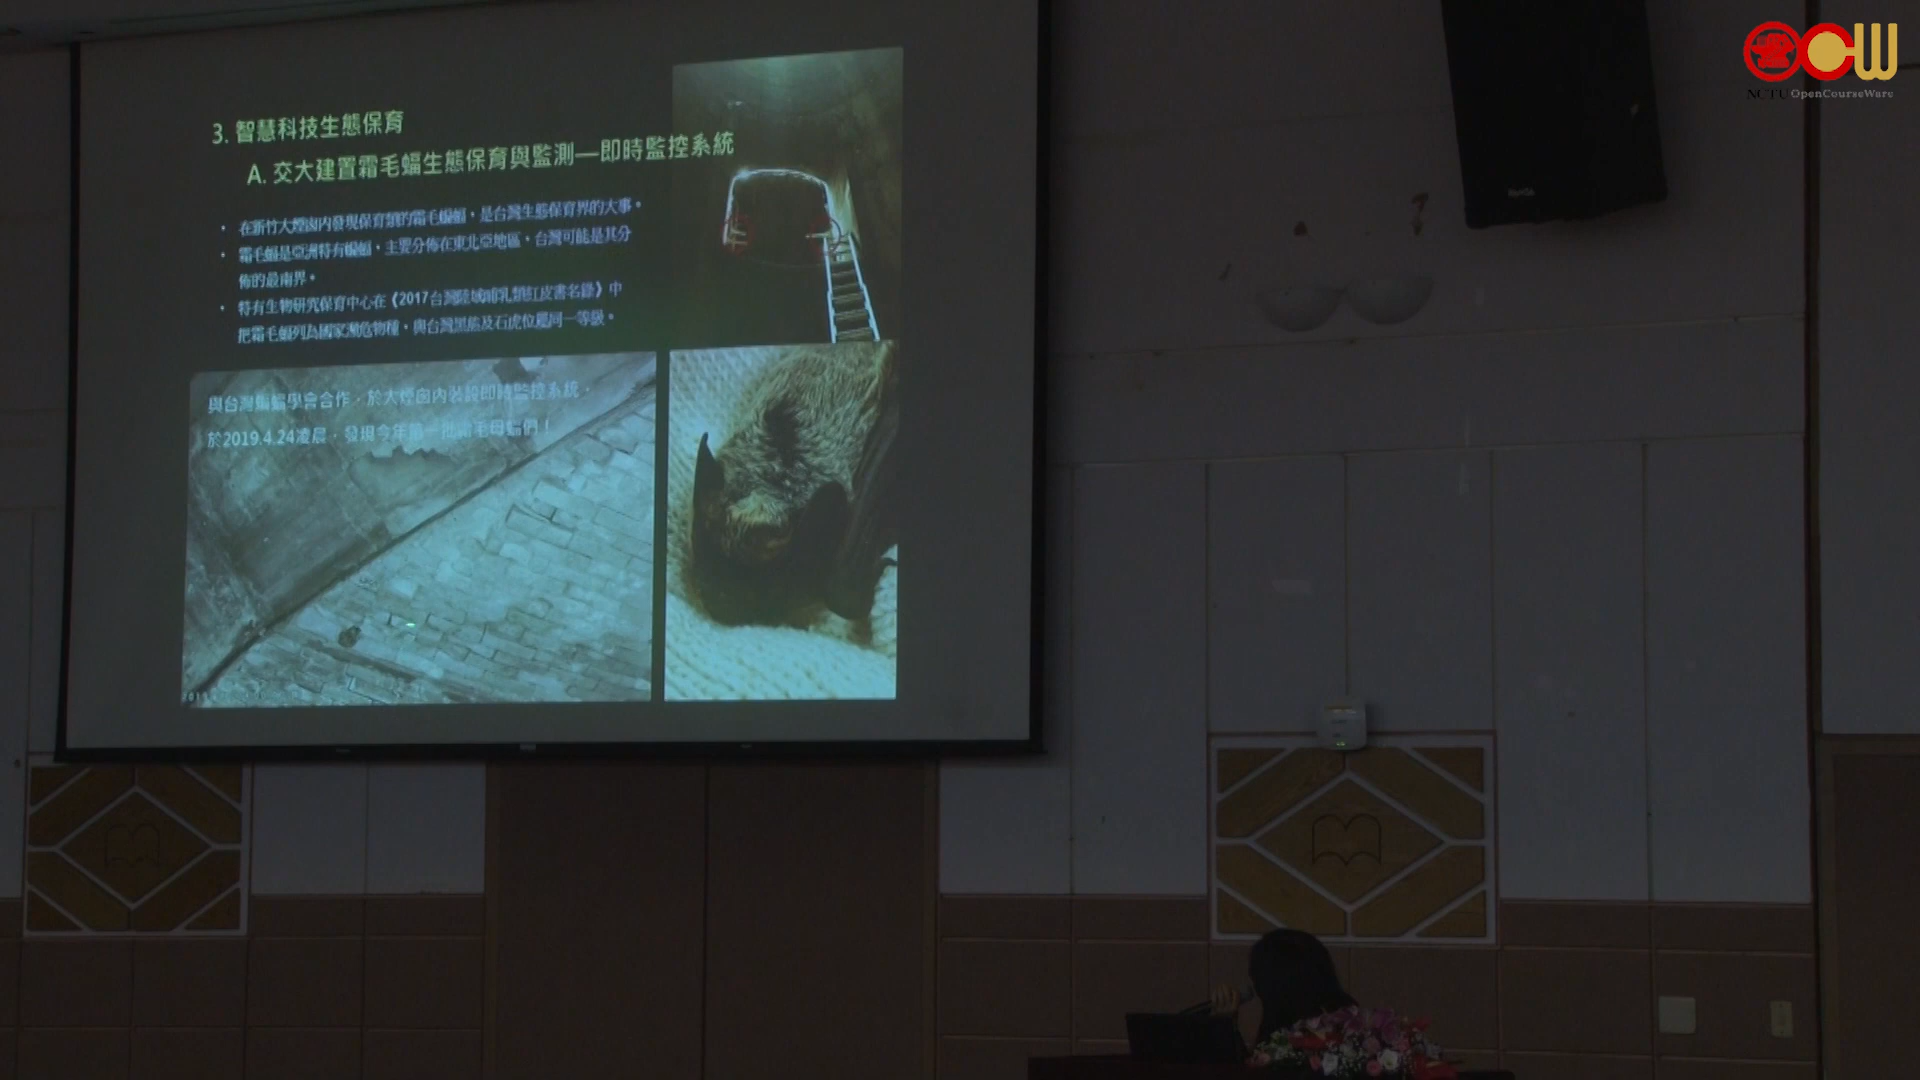 3. 智慧科技生態保育
A. 交大建置霜毛蝠生態保育與監測—即時監控系統
• 在新竹大煙囪內發現保育類的霜毛蝙蝠，是台灣生態保育界的大事。
• 霜毛蝠是亞洲特有蝙蝠，主要分佈在東北亞地區，台灣可能是其分
佈的最南界。
• 特有生物研究保育中心在《2017台灣陸域哺乳類紅皮書名錄》中
把霜毛蝠列為國家瀕危物種，與台灣黑熊及石虎位屬同一等級。
與台灣蝙蝠學會合作，於大煙囪內裝設即時監控系統，
於2019.4.24凌晨，發現今年第一批霜毛母蝠們！
NCTU OpenCourseWare